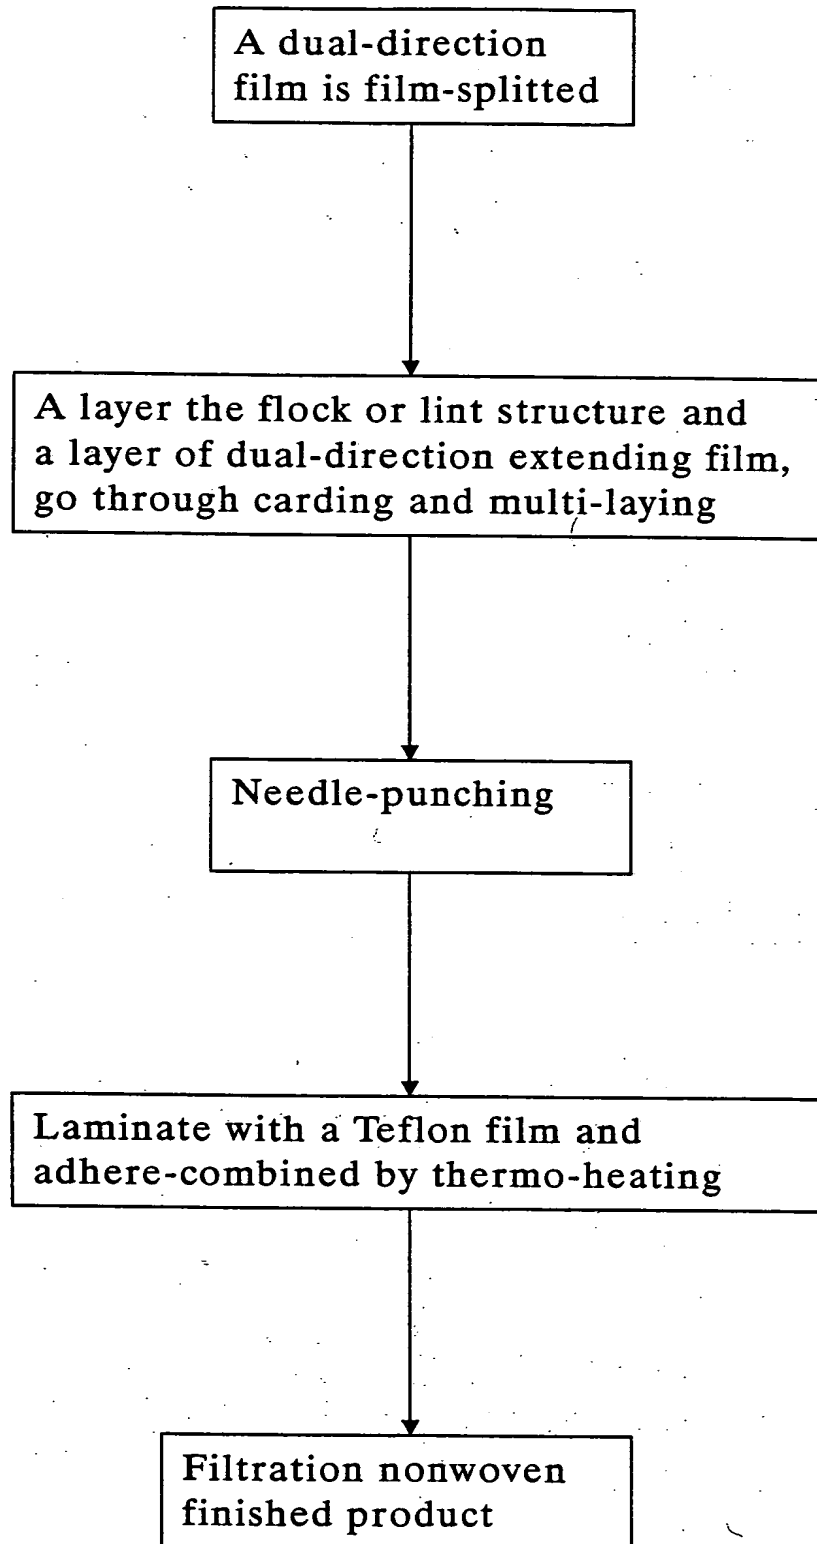 A dual-direction
film is film-splitted
A layer the flock or lint structure and
a layer of dual-direction extending film,
go through carding and multi-laying
Needle-punching
Laminate with a Teflon film and
adhere-combined by thermo-heating
Filtration nonwoven
finished product